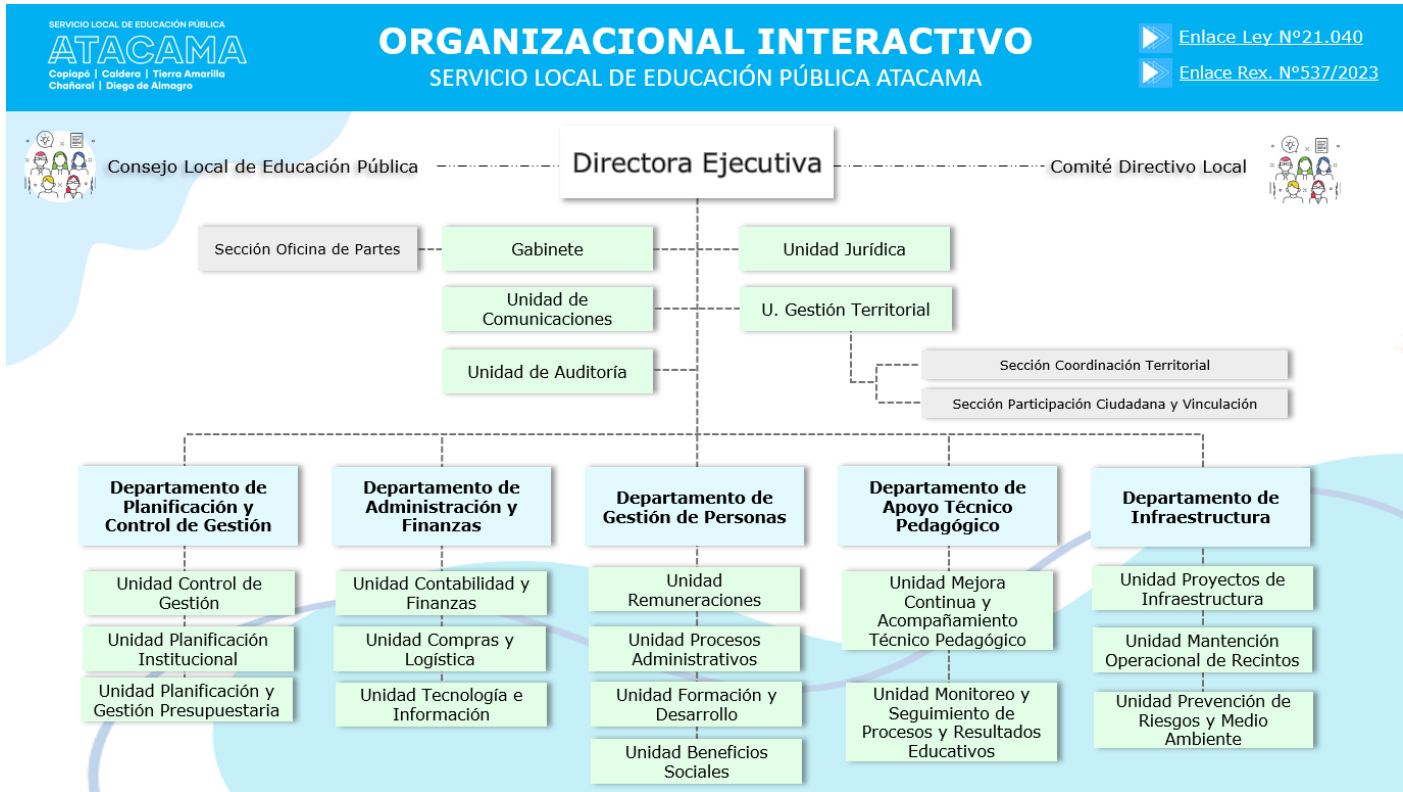 SERVICIO LOCAL DE EDUCACIÓN PÚBLICA
ATACAMA
Copiapó | Caldera | Tierra Amarilla
Chañaral | Diego de Almagro
ORGANIZACIONAL INTERACTIVO
SERVICIO LOCAL DE EDUCACIÓN PÚBLICA ATACAMA
Enlace Ley Nº21.040
Enlace Rex. Nº537/2023
Consejo Local de Educación Pública
Directora Ejecutiva
Comité Directivo Local
Sección Oficina de Partes
Gabinete
Unidad Jurídica
Unidad de
Comunicaciones
U. Gestión Territorial
Unidad de Auditoría
Sección Coordinación Territorial
Sección Participación Ciudadana y Vinculación
Departamento de
Planificación y
Control de Gestión
Departamento de
Administración y
Finanzas
Departamento de
Gestión de Personas
Departamento de
Apoyo Técnico
Pedagógico
Departamento de
Infraestructura
Unidad Control de
Gestión
Unidad Planificación
Institucional
Unidad Planificación y
Gestión Presupuestaria
Unidad Contabilidad y
Finanzas
Unidad Compras y
Logística
Unidad Tecnología e
Información
Unidad
Remuneraciones
Unidad Procesos
Administrativos
Unidad Formación y
Desarrollo
Unidad Beneficios
Sociales
Unidad Mejora
Continua y
Acompañamiento
Técnico Pedagógico
Unidad Monitoreo y
Seguimiento de
Procesos y Resultados
Educativos
Unidad Proyectos de
Infraestructura
Unidad Mantención
Operacional de Recintos
Unidad Prevención de
Riesgos y Medio
Ambiente